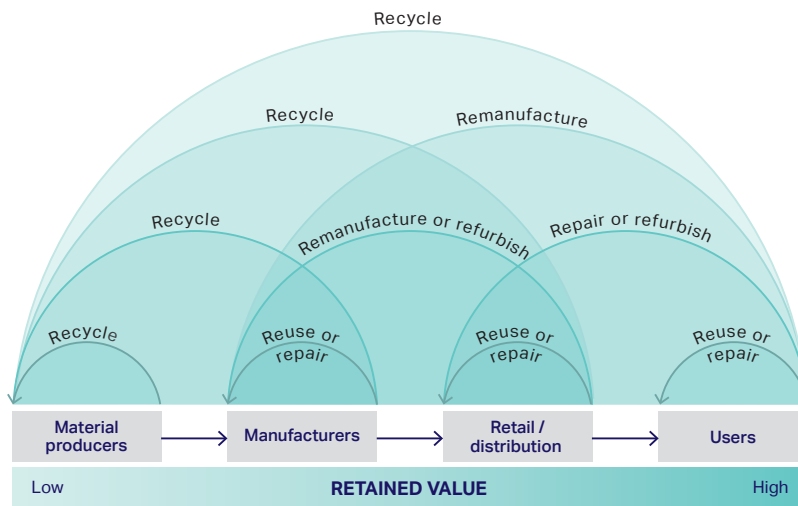 Recycle
Recycle
Remanufacture
Recycle
Remanufacture or refurbish
Repair or refurbish
Recycle
Reuse or
repair
Reuse or
repair
Reuse or
repair
Material
producers
Manufacturers
Retail /
distribution
Users
Low
RETAINED VALUE
High